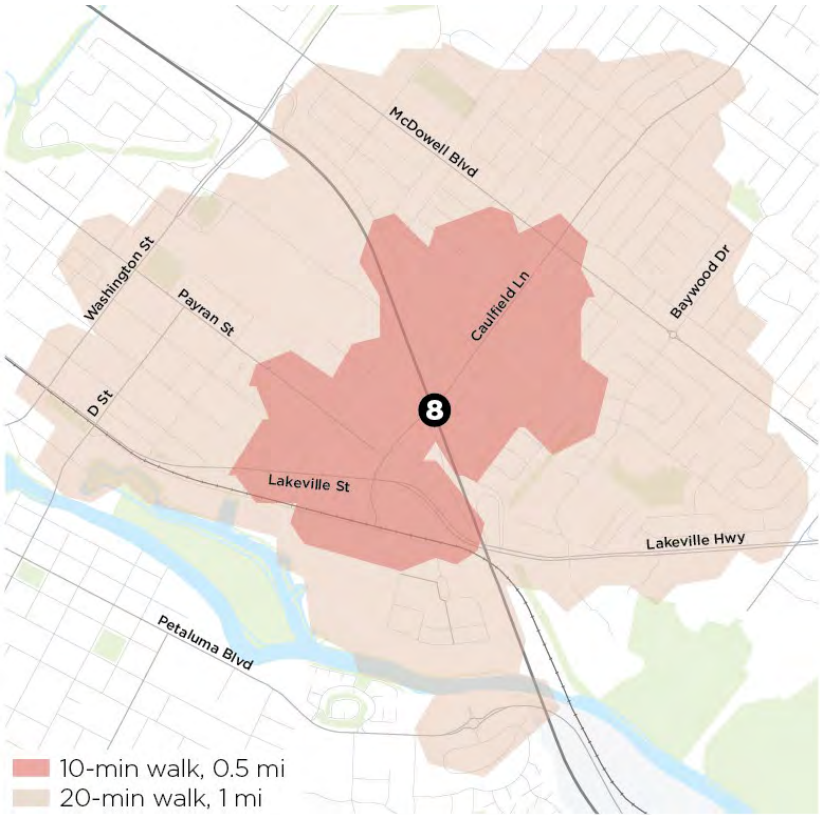 McDowell Blvd
Washington St
Baywood Dr
Payran St
Caulfield Ln
D St
8
Lakeville St
Lakeville Hwy
Petaluma Blvd
10-min walk, 0.5 mi
20-min walk, 1 mi